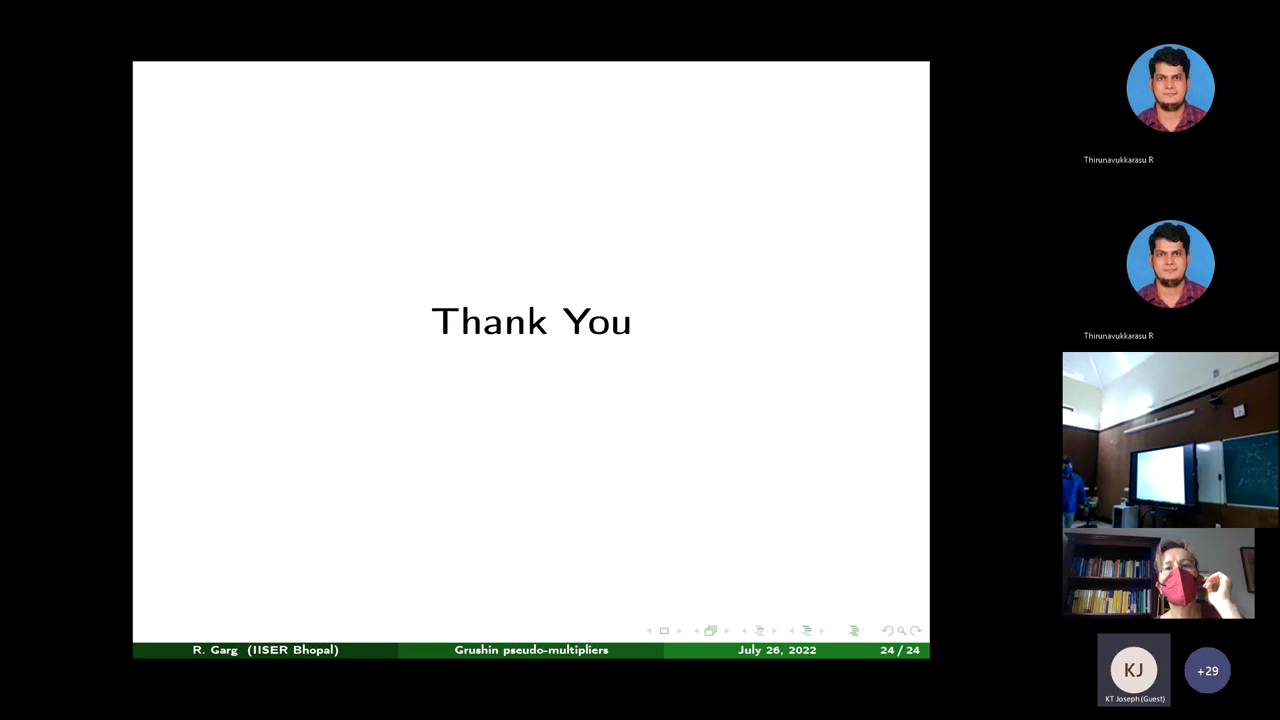 Thank You
R. Garg (IISER Bhopal)
Grushin pseudo-multipliers
July 26, 2022
24 / 24
Thirunavukkarasu R
Thirunavukkarasu R
KJ
KT Joseph (Guest)
+29